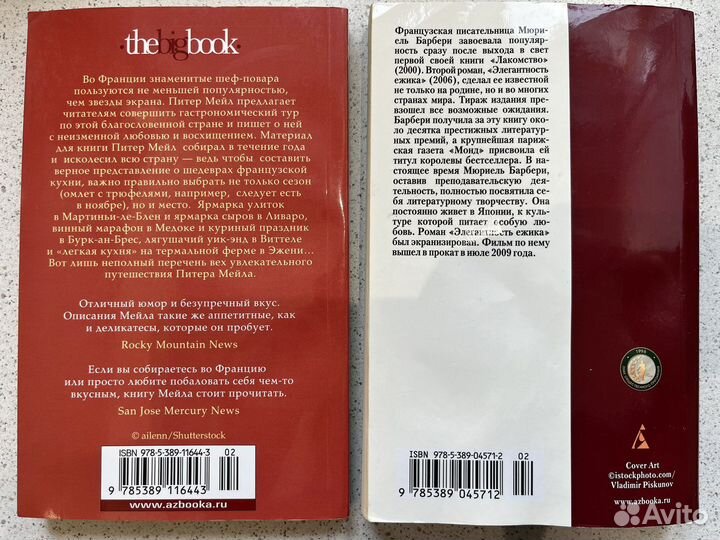 ·thebigbook·
Во Франции знаменитые шеф-повара
пользуются не меньшей популярностью,
чем звезды экрана. Питер Мейл предлагает
читателям совершить гастрономический тур
по этой благословенной стране и пишет о ней
с неизменной любовью и восхищением. Материал
для книги Питер Мейл собирал в течение года
и исколесил всю страну — ведь чтобы составить
верное представление о шедеврах французской
кухни, важно правильно выбрать не только сезон
(омлет с трюфелями, например, следует есть
в ноябре), но и место. Ярмарка улиток
в Мартиньи-ле-Блен и ярмарка сыров в Ливаро,
винный марафон в Медоке и куриный праздник
в Бурк-ан-Брес, лягушачий уик-энд в Виттеле
и «легкая кухня» на термальной ферме в Эжени...
Вот лишь неполный перечень вех увлекательного
путешествия Питера Мейла.
Отличный юмор и безупречный вкус.
Описания Мейла такие же аппетитные, как
и деликатесы, которые он пробует.
Rocky Mountain News
Если вы собираетесь во Францию
или просто любите побаловать себя чем-то
вкусным, книгу Мейла стоит прочитать.
San Jose Mercury News
© ailenn/Shutterstock
ISBN 978-5-389-11644-3 02
9 785389 116443
www.azbooka.ru
Французская писательница Мюри-
ель Барбери завоевала популяр-
ность сразу после выхода в свет
первой своей книги «Лакомство»
(2000). Второй роман, «Элегантность
ежика» (2006), сделал ее известной
не только на родине, но и во многих
странах мира. Тираж издания пре-
взошел все возможные ожидания.
Барбери получила за эту книгу око-
ло десятка престижных литератур-
ных премий, а крупнейшая париж-
ская газета «Монд» присвоила ей
титул королевы бестселлера. В на-
стоящее время Мюриель Барбери,
оставив преподавательскую дея-
тельность, полностью посвятила се-
бя литературному творчеству. Она
постоянно живет в Японии, к куль-
туре которой питает особую лю-
бовь. Роман «Элегантность ежика»
был экранизирован. Фильм по нему
вышел в прокат в июле 2009 года.
1995
ISBN 978-5-389-04571-2 02
9 785389 045712
Cover Art
©istockphoto.com/
Vladimir Piskunov
www.azbooka.ru
Avito